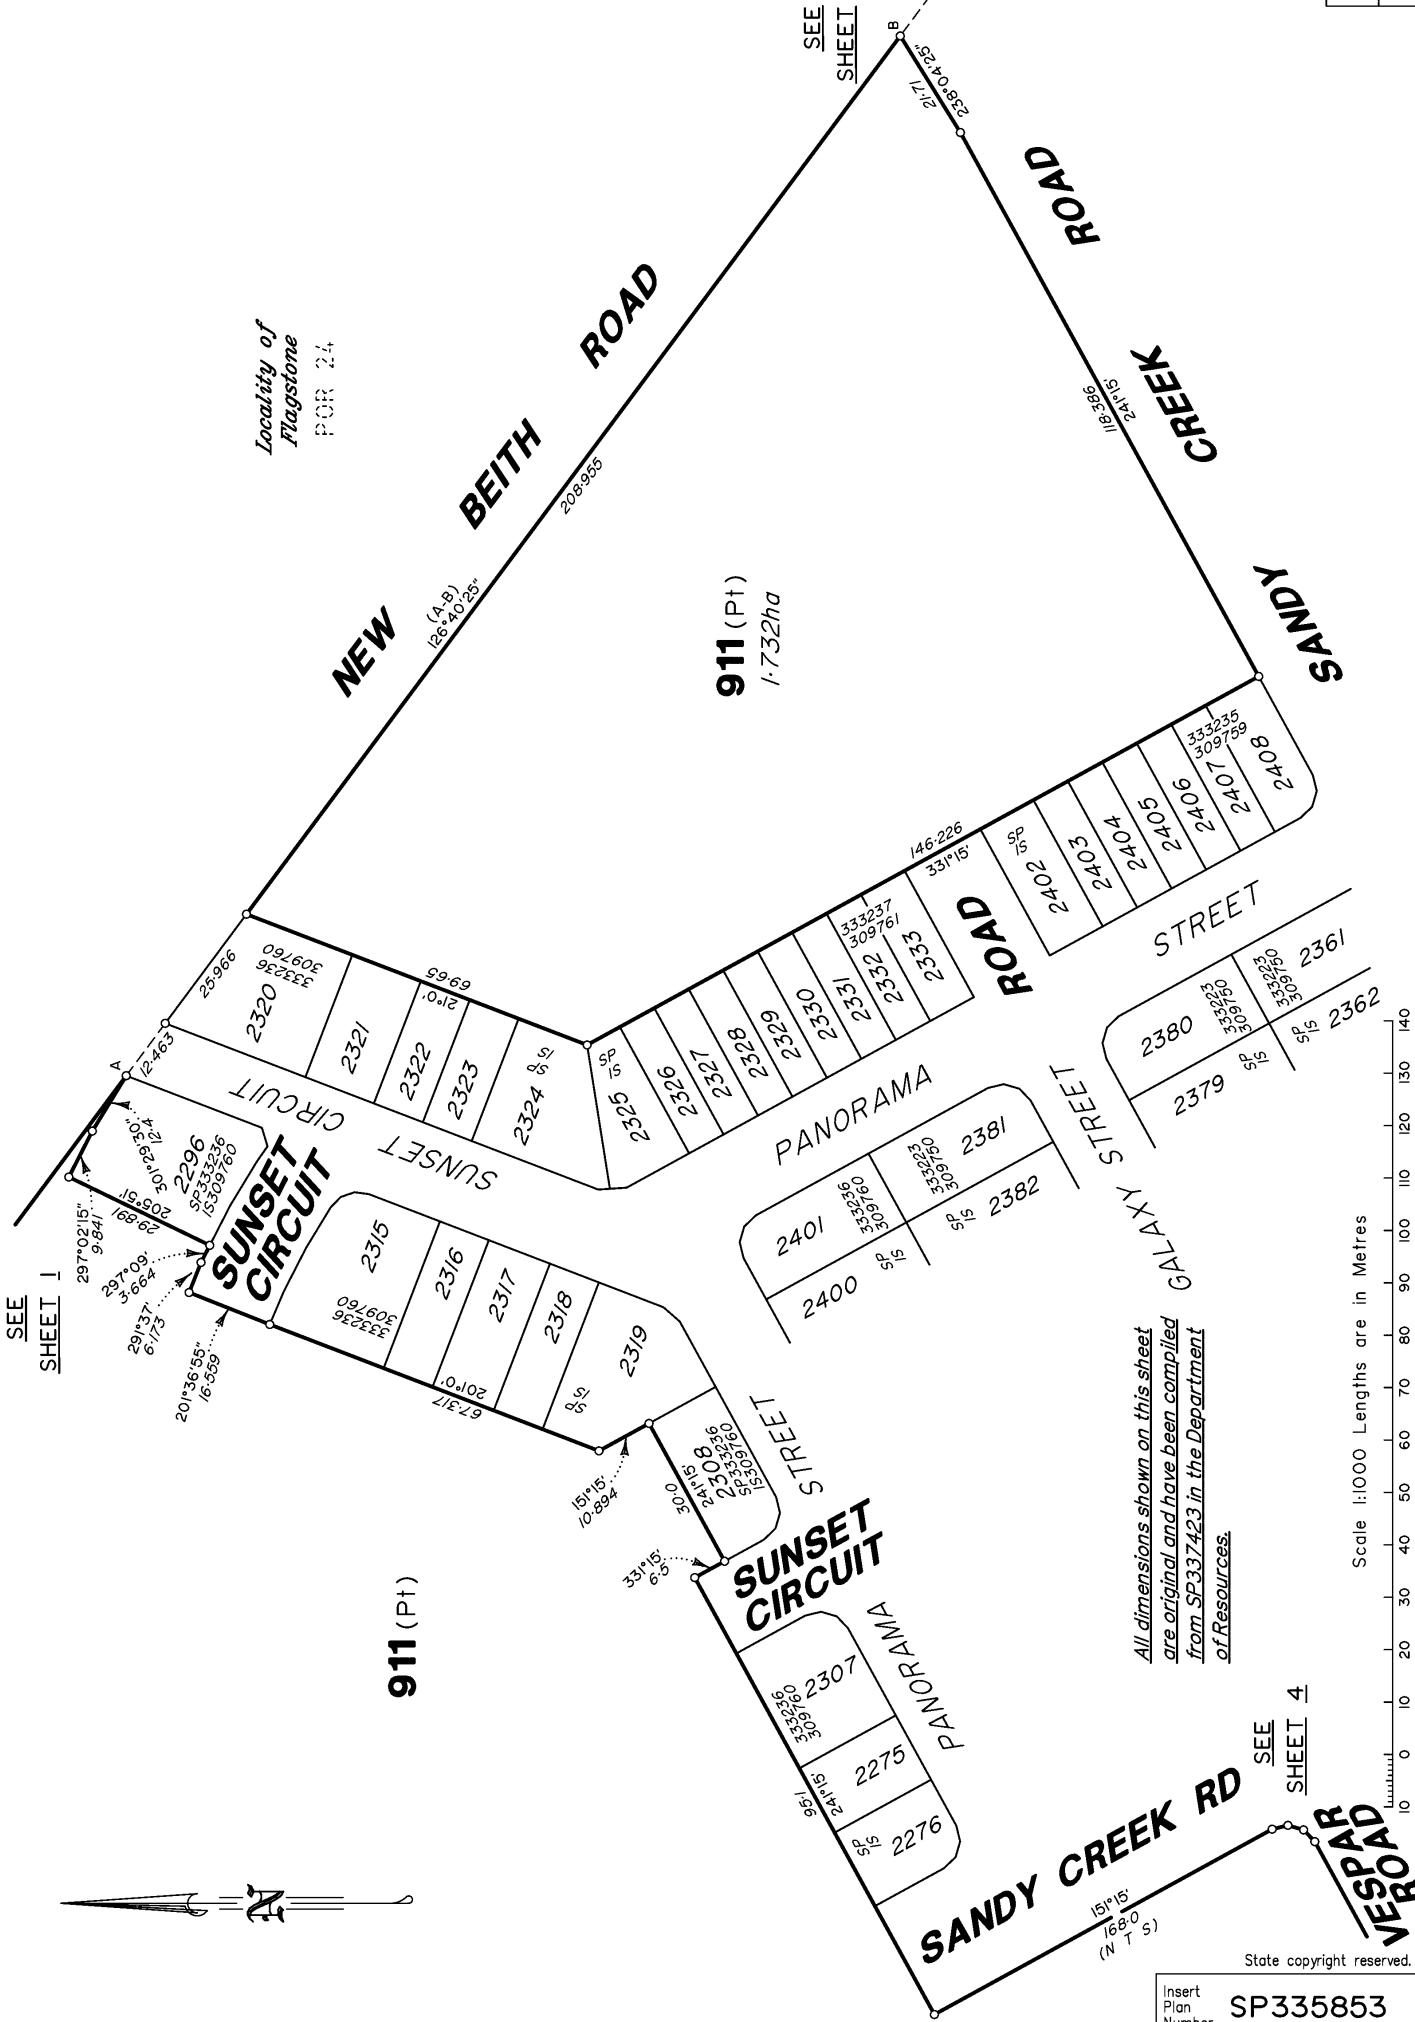 SEE
SHEET
SEE
SHEET 1
Locality of
Flagstone
POR 24
NEW
BEITH
ROAD
(A-B)
126°40'25"
208·955
B
21·71
238°04'25"
ROAD
CREEK
SANDY
118·386
241°15'
911 (Pt)
1·732ha
A
12·463
25·966
297°02'15"
9·841
301°29'30"
12·4
205°51'
29·891
297°09'
3·664
291°37'
6·173
201°36'55"
16·559
2296
SP333236
IS309760
SUNSET
CIRCUIT
CIRCUIT
SUNSET
2320
333236
309760
2321
2322
2323
2324
SP
IS
69·65
21°0'
2315
333236
309760
2316
2317
2318
2319
SP
IS
201°0'
67·317
2325
SP
IS
2326
2327
2328
2329
2330
2331
2332
2333
333237
309761
146·226
331°15'
ROAD
2402
SP
IS
2403
2404
2405
2406
2407
2408
333235
309759
PANORAMA
STREET
2401
333236
309760
2400
SP
IS
2381
333223
309750
2382
SP
IS
GALAXY STREET
2380
333223
309750
2379
SP
IS
2361
333223
309750
2362
SP
IS
151°15'
10·894
241°15'
30·0
2308
SP333236
IS309760
331°15'
6·5
SUNSET
CIRCUIT
PANORAMA
STREET
911 (Pt)
2307
333236
309760
2275
2276
SP
IS
95·1
241°15'
SANDY CREEK RD
151°15'
168·0
(N T S)
SEE
SHEET 4
VESPAR
ROAD
All dimensions shown on this sheet
are original and have been compiled
from SP337423 in the Department
of Resources.
Scale 1:1000 Lengths are in Metres
10 0 10 20 30 40 50 60 70 80 90 100 110 120 130 140
State copyright reserved.
Insert
Plan
Number
SP335853